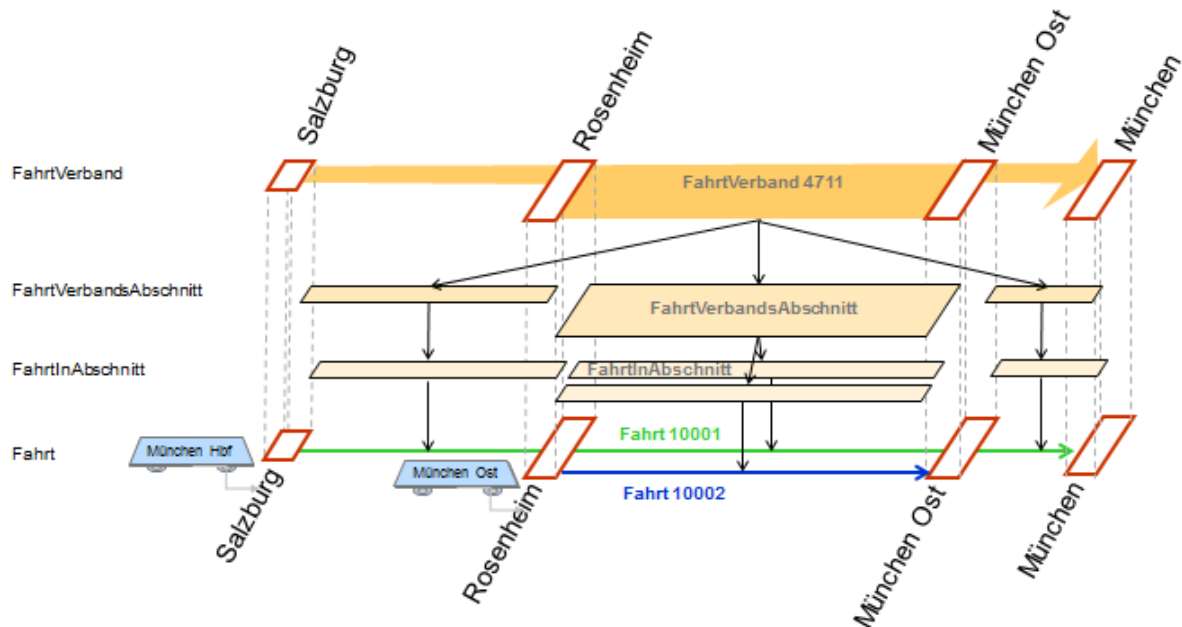 Salzburg
Rosenheim
München Ost
München
FahrtVerband
FahrtVerband 4711
FahrtVerbandsAbschnitt
FahrtVerbandsAbschnitt
FahrtInAbschnitt
FahrtInAbschnitt
Fahrt
München Hbf
Fahrt 10001
München Ost
Fahrt 10002
Salzburg
Rosenheim
München Ost
München